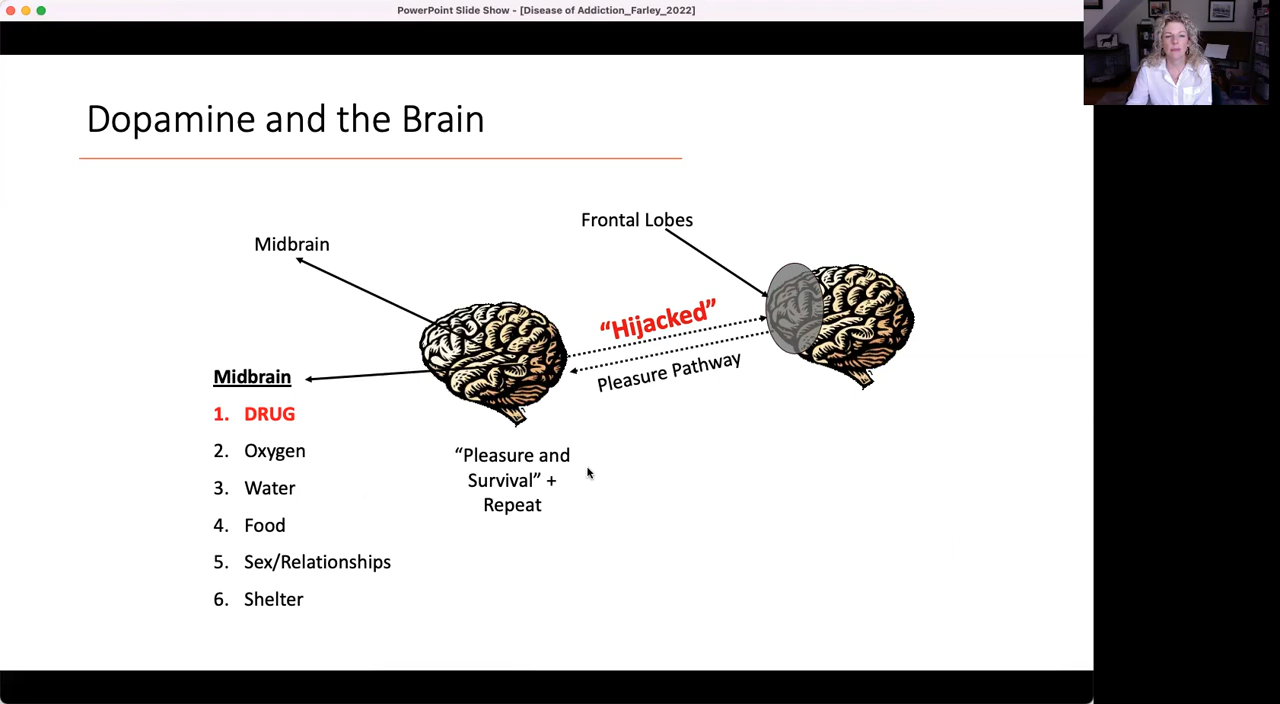 PowerPoint Slide Show - [Disease of Addiction_Farley_2022]
Dopamine and the Brain
Frontal Lobes
Midbrain
“Hijacked”
Pleasure Pathway
Midbrain
1. DRUG
2. Oxygen
3. Water
4. Food
5. Sex/Relationships
6. Shelter
“Pleasure and
Survival” +
Repeat